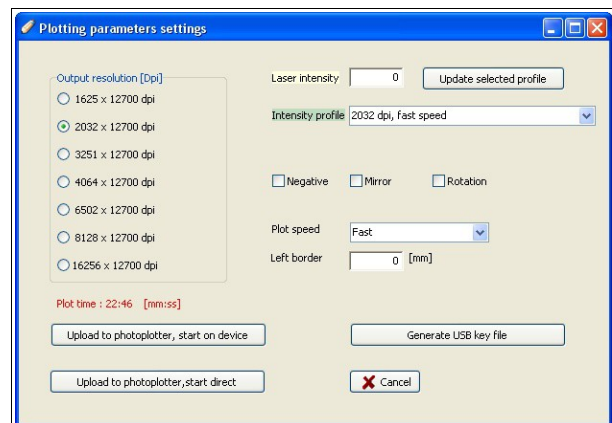 Plotting parameters settings
Output resolution [Dpi]
1625 x 12700 dpi
2032 x 12700 dpi
3251 x 12700 dpi
4064 x 12700 dpi
6502 x 12700 dpi
8128 x 12700 dpi
16256 x 12700 dpi
Laser intensity 0 Update selected profile
Intensity profile 2032 dpi, fast speed
Negative Mirror Rotation
Plot speed Fast
Left border 0 [mm]
Plot time : 22:46 [mm:ss]
Upload to photoplotter, start on device Generate USB key file
Upload to photoplotter,start direct Cancel